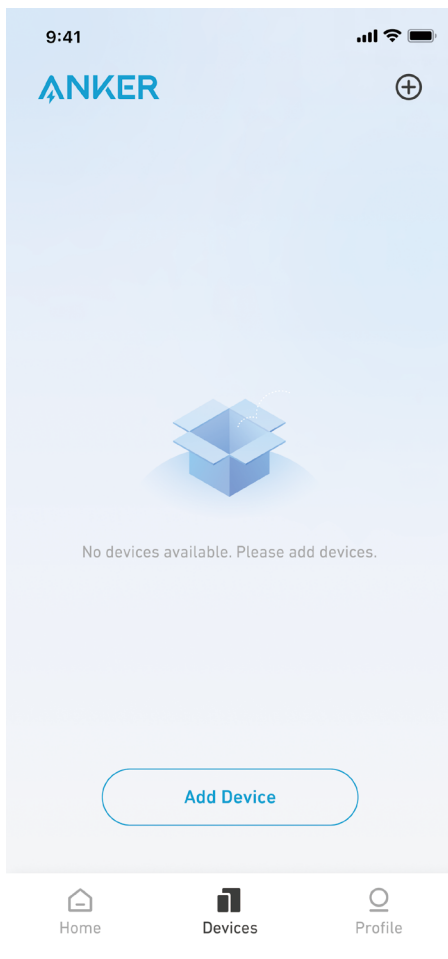 9:41
ANKER
No devices available. Please add devices.
Add Device
Home
Devices
Profile